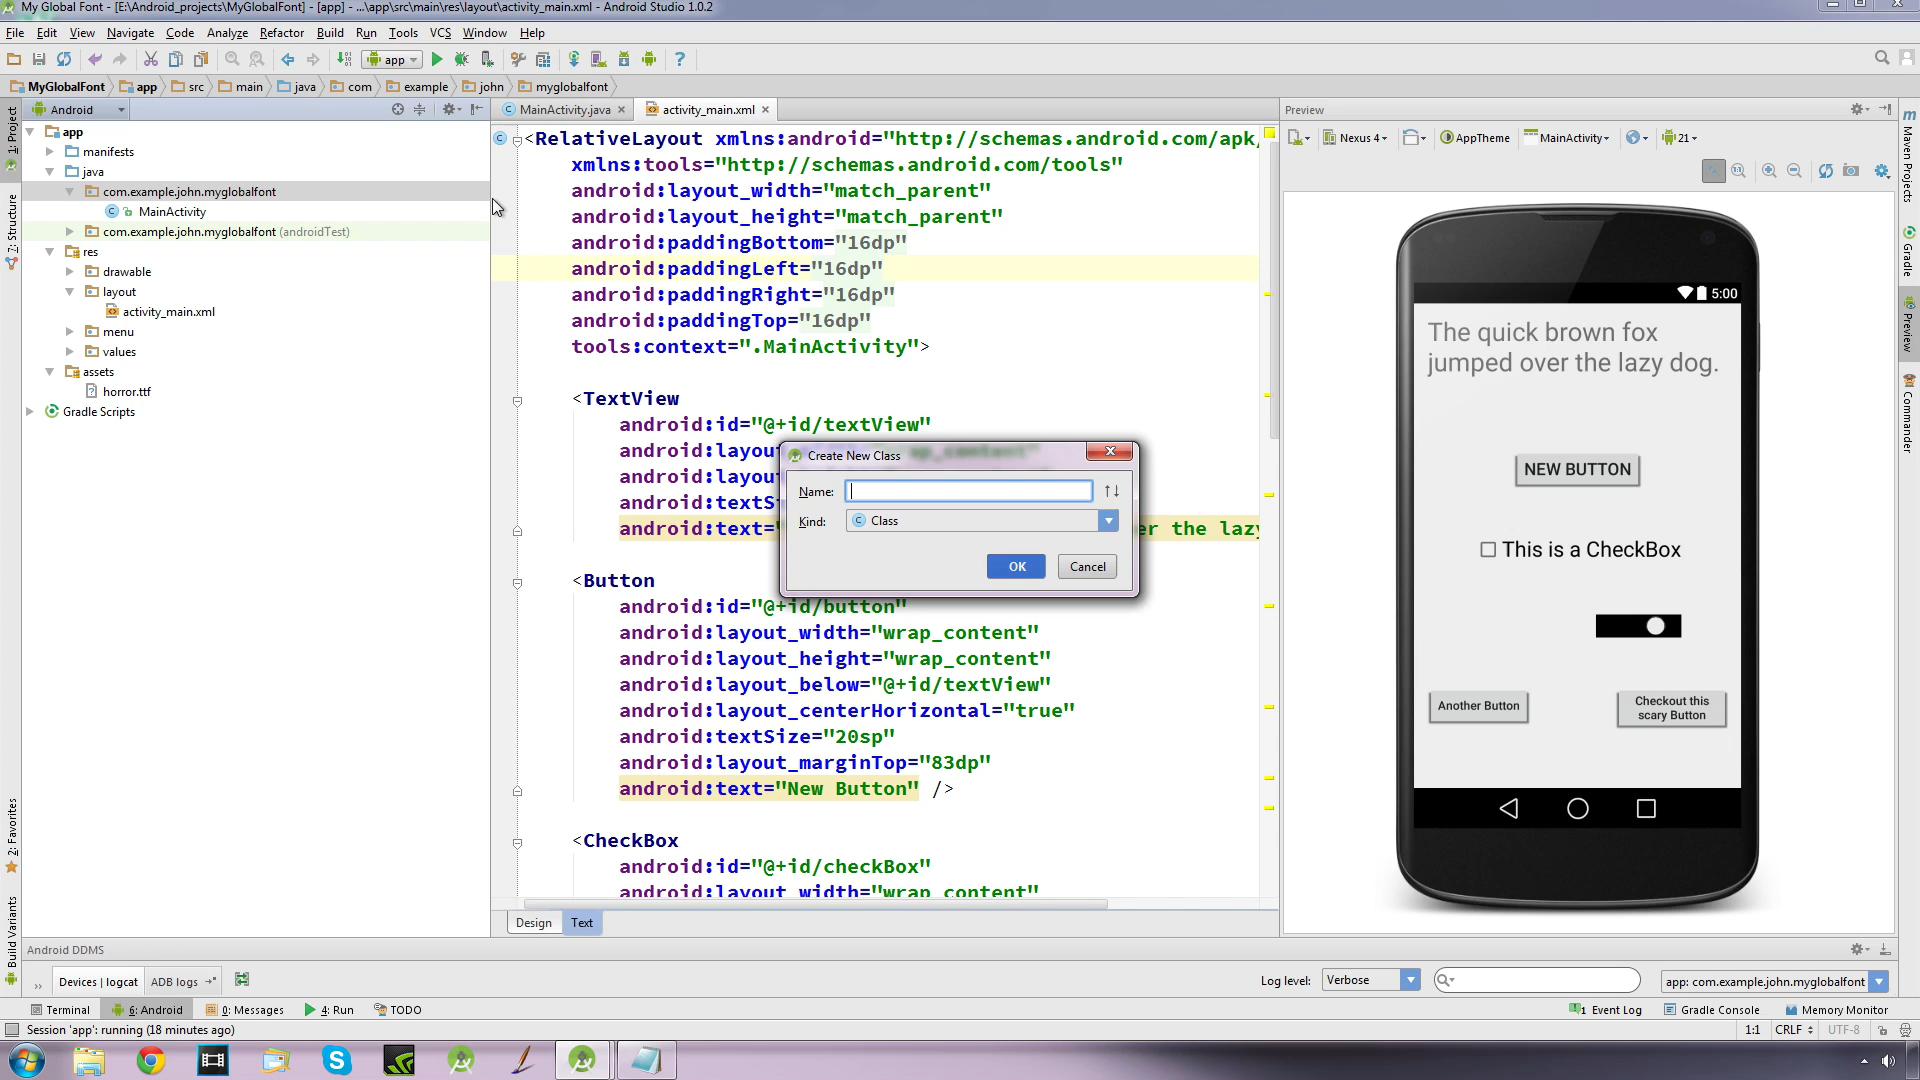 My Global Font - [E:\Android_projects\MyGlobalFont] - [app] - ...\app\src\main\res\layout\activity_main.xml - Android Studio 1.0.2
File Edit View Navigate Code Analyze Refactor Build Run Tools VCS Window Help
app
MyGlobalFont app src main java com example john myglobalfont
1: Project
Android
MainActivity.java activity_main.xml
Preview
app
manifests
java
com.example.john.myglobalfont
MainActivity
com.example.john.myglobalfont (androidTest)
res
drawable
layout
activity_main.xml
menu
values
assets
horror.ttf
Gradle Scripts
7: Structure
2: Favorites
Build Variants
<RelativeLayout xmlns:android="http://schemas.android.com/apk/
xmlns:tools="http://schemas.android.com/tools"
android:layout_width="match_parent"
android:layout_height="match_parent"
android:paddingBottom="16dp"
android:paddingLeft="16dp"
android:paddingRight="16dp"
android:paddingTop="16dp"
tools:context=".MainActivity">
<TextView
android:id="@+id/textView"
android:layou
android:layou
android:textS
android:text=" er the lazy
Create New Class
Name:
Kind: Class
OK Cancel
<Button
android:id="@+id/button"
android:layout_width="wrap_content"
android:layout_height="wrap_content"
android:layout_below="@+id/textView"
android:layout_centerHorizontal="true"
android:textSize="20sp"
android:layout_marginTop="83dp"
android:text="New Button" />
<CheckBox
android:id="@+id/checkBox"
android:layout_width="wrap_content"
Design Text
Nexus 4 AppTheme MainActivity 21
5:00
The quick brown fox
jumped over the lazy dog.
NEW BUTTON
This is a CheckBox
Another Button
Checkout this
scary Button
Maven Projects
Gradle
Preview
Commander
Android DDMS
Devices | logcat ADB logs
Log level: Verbose
app: com.example.john.myglobalfont
Terminal 6: Android 0: Messages 4: Run TODO
1 Event Log Gradle Console Memory Monitor
Session 'app': running (18 minutes ago)
1:1 CRLF UTF-8